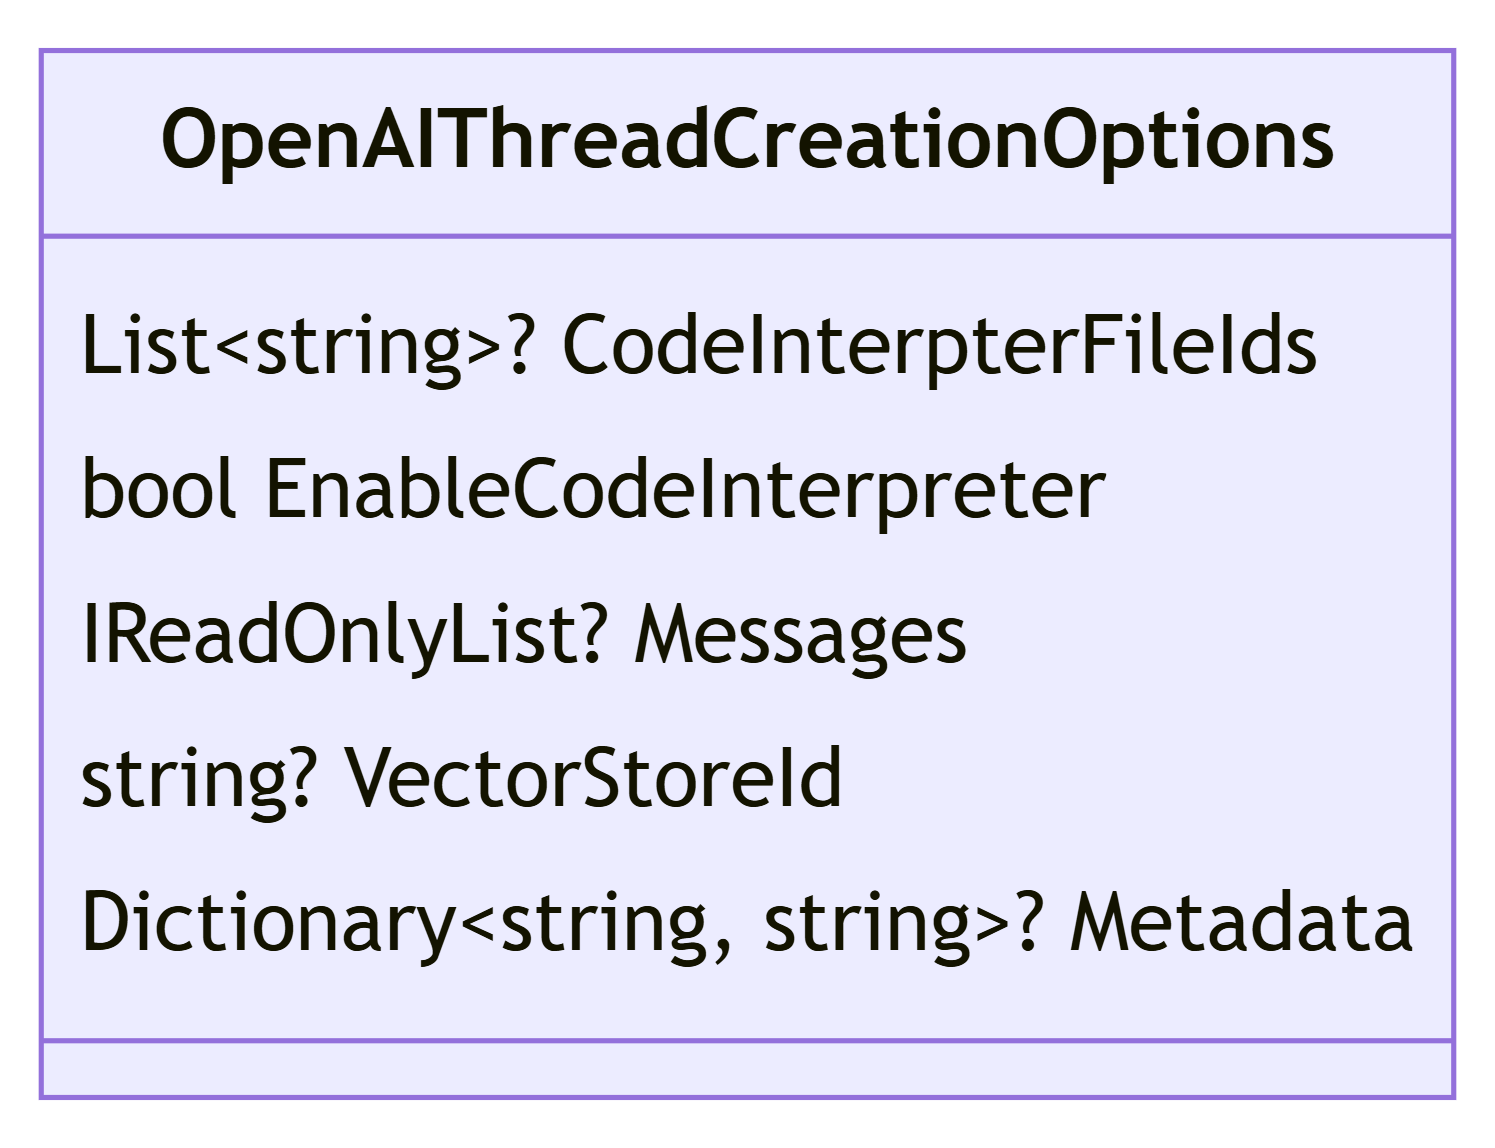 OpenAIThreadCreationOptions
List<string>? CodeInterpterFileIds
bool EnableCodeInterpreter
IReadOnlyList? Messages
string? VectorStoreId
Dictionary<string, string>? Metadata